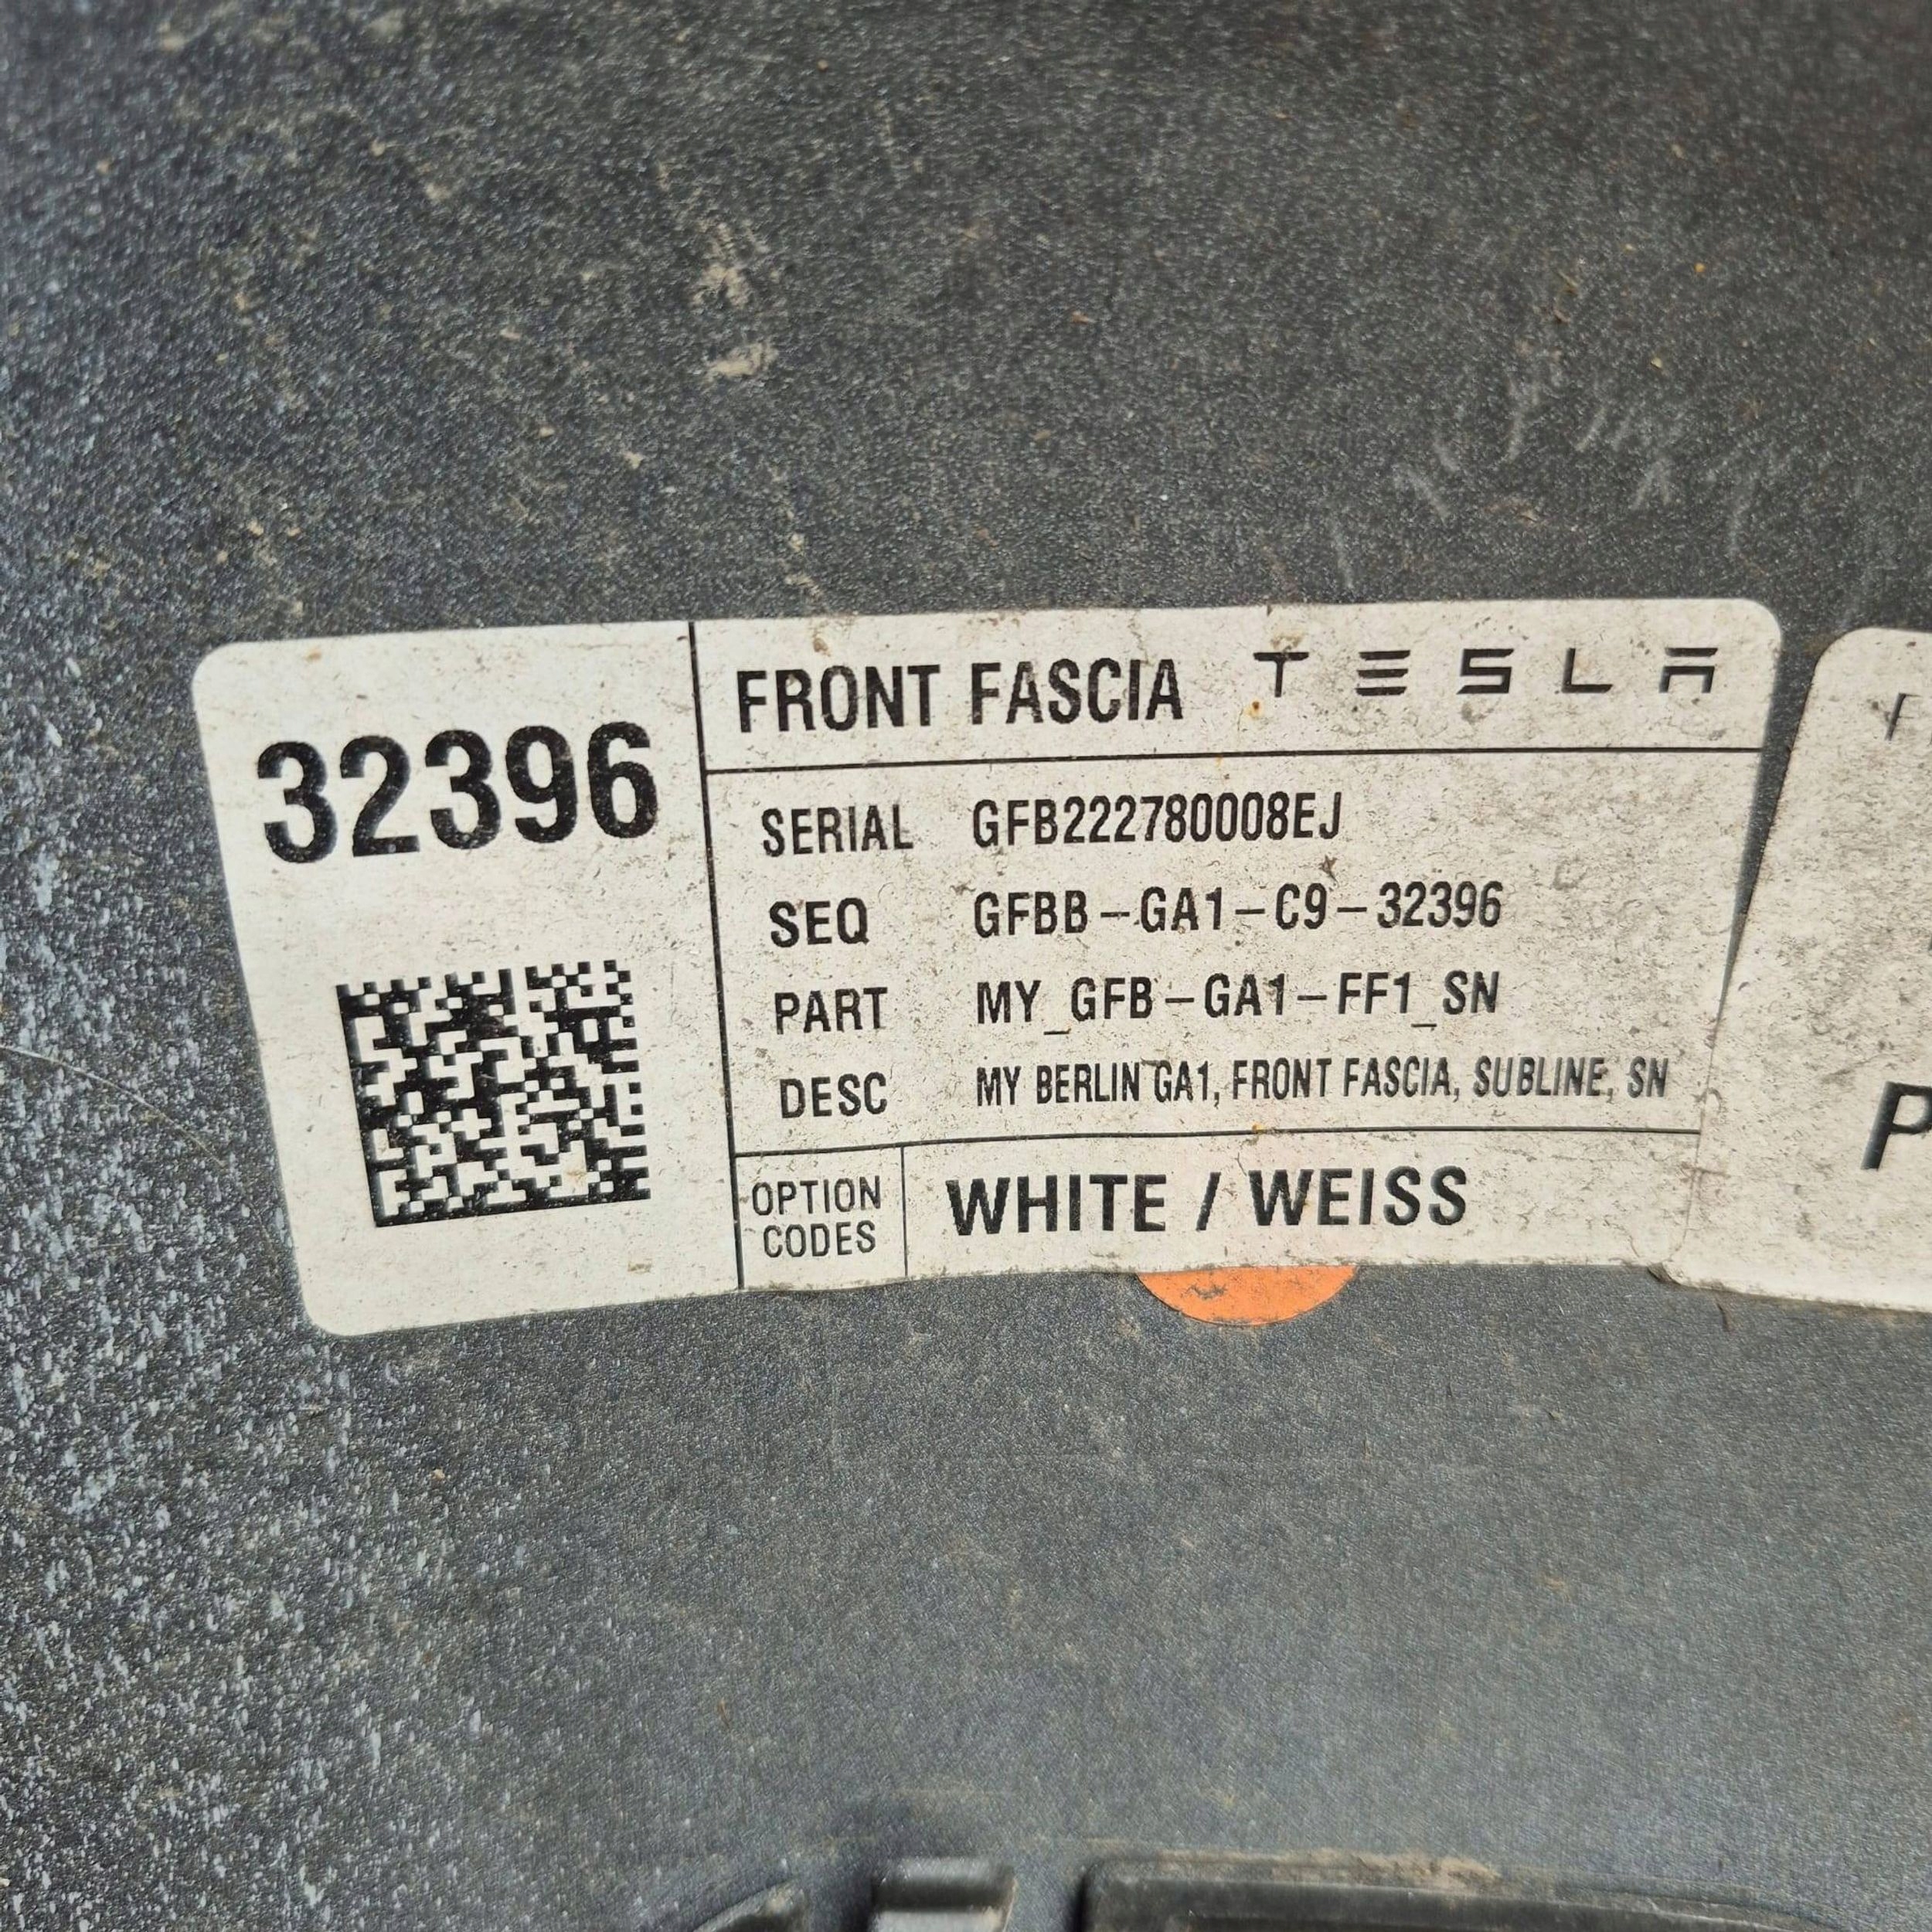 32396
FRONT FASCIA TESLA
SERIAL GFB222780008EJ
SEQ GFBB-GA1-C9-32396
PART MY_GFB-GA1-FF1_SN
DESC MY BERLIN GA1, FRONT FASCIA, SUBLINE, SN
OPTION
CODES
WHITE / WEISS
P